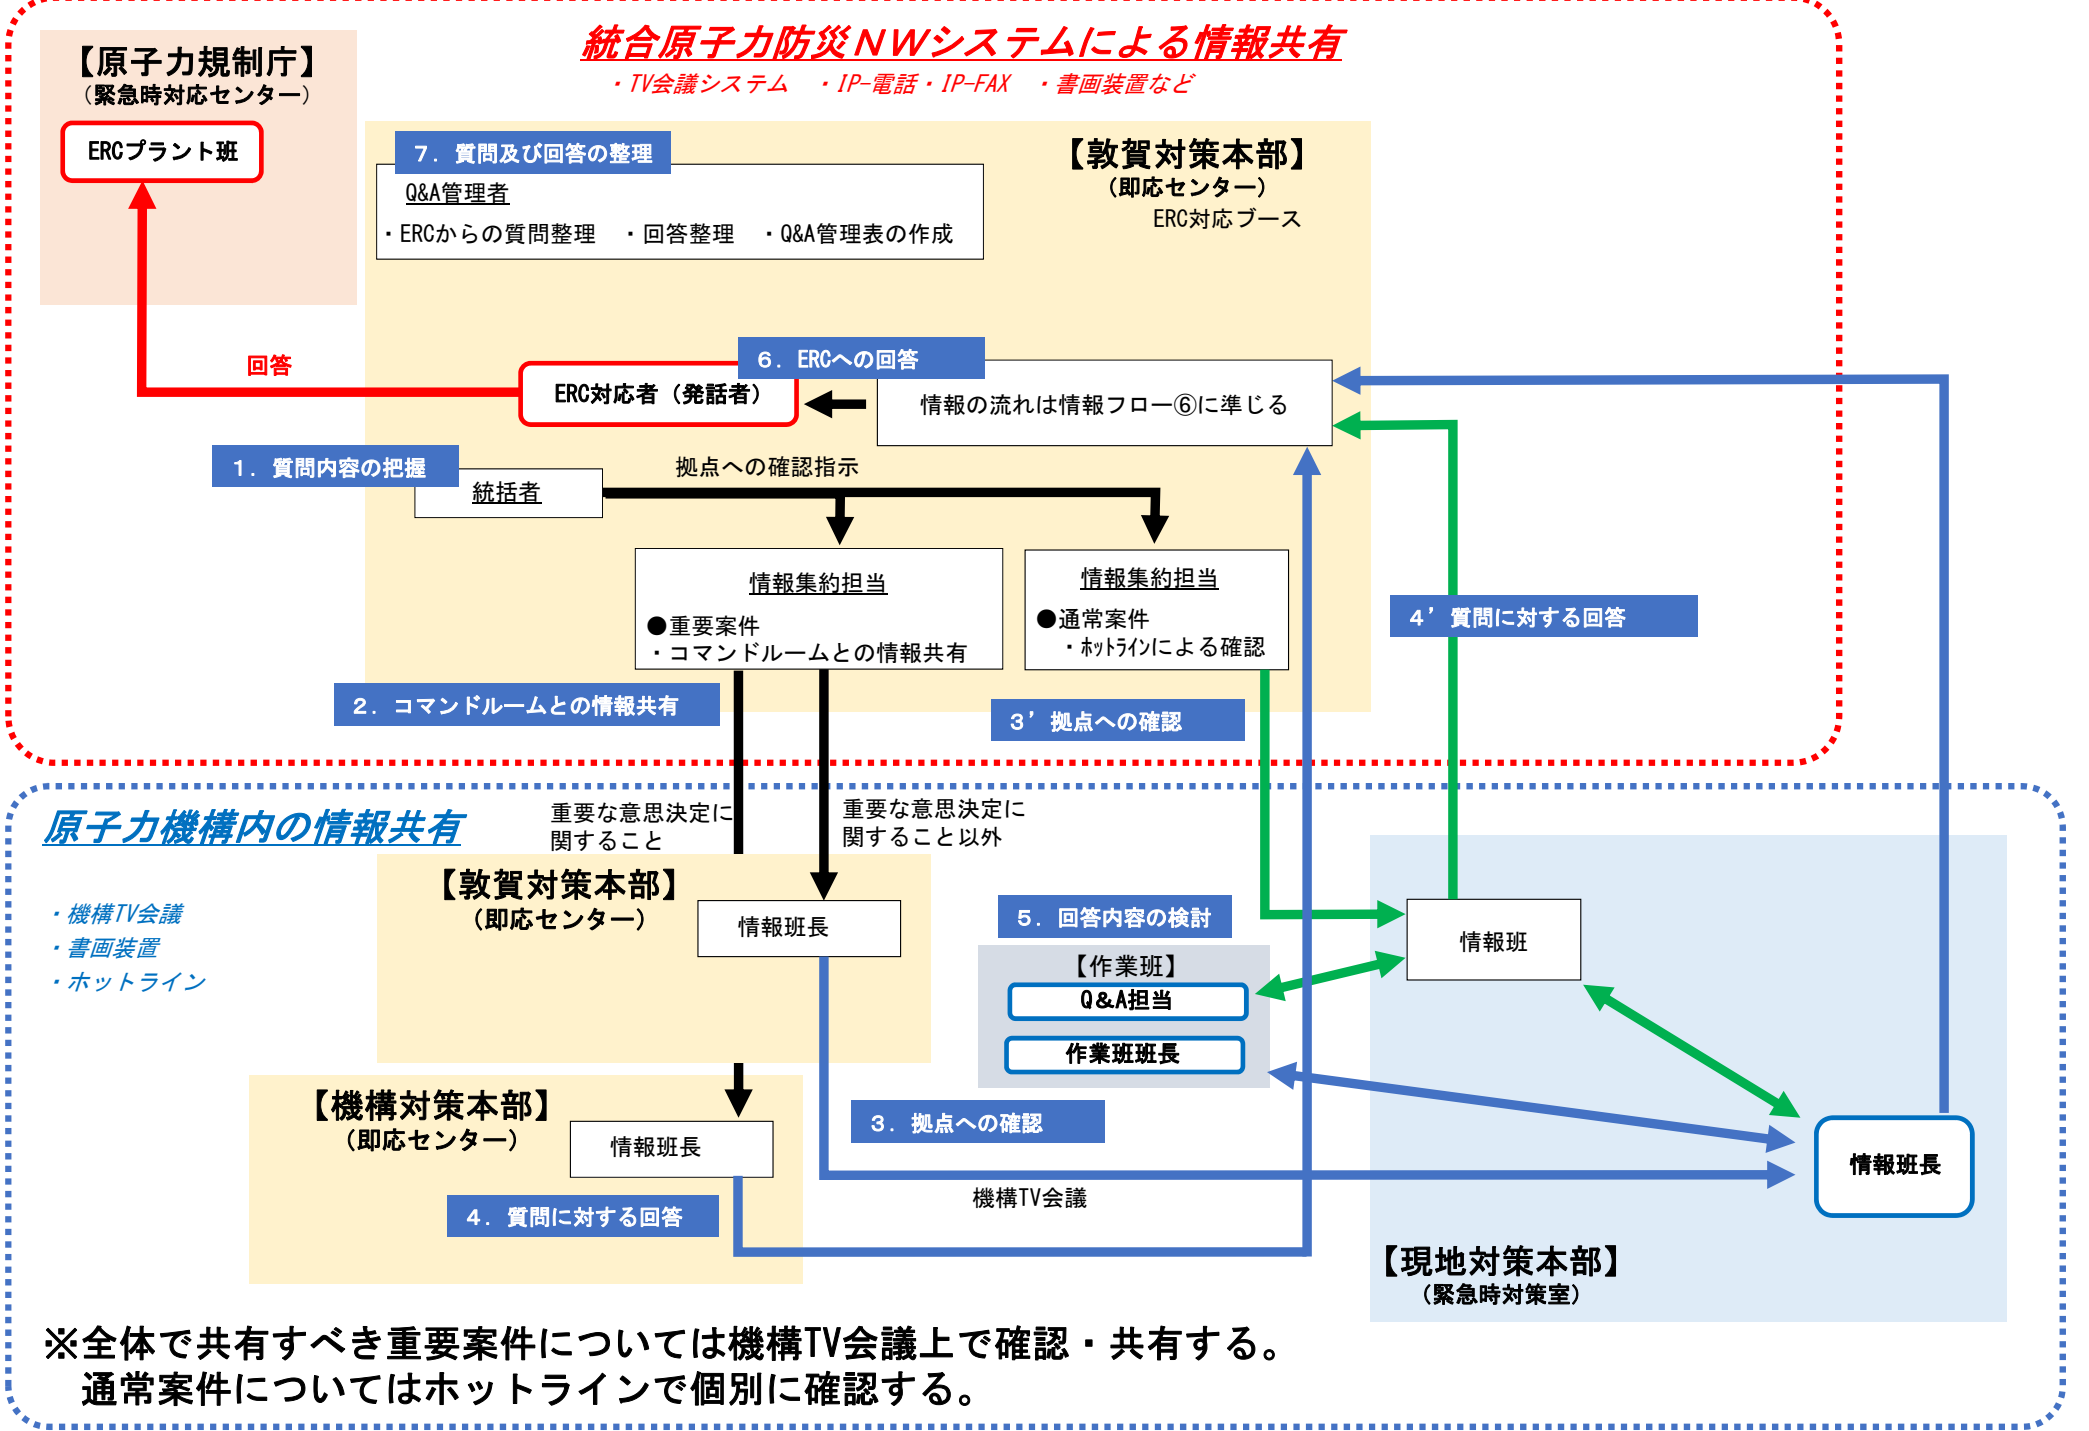 統合原子力防災ＮＷシステムによる情報共有
・TV会議システム　・IP-電話・IP-FAX　・書画装置など
【原子力規制庁】
（緊急時対応センター）
ERCプラント班
７．質問及び回答の整理
Q&A管理者
・ERCからの質問整理　・回答整理　・Q&A管理表の作成
【敦賀対策本部】
（即応センター）
ERC対応ブース
回答
６．ERCへの回答
ERC対応者（発話者）
情報の流れは情報フロー⑥に準じる
１．質問内容の把握
統括者
拠点への確認指示
情報集約担当
●重要案件
・コマンドルームとの情報共有
情報集約担当
●通常案件
・ﾎｯﾄﾗｲﾝによる確認
４’質問に対する回答
２．コマンドルームとの情報共有
３’拠点への確認
原子力機構内の情報共有
・機構TV会議
・書画装置
・ホットライン
重要な意思決定に
関すること
重要な意思決定に
関すること以外
【敦賀対策本部】
（即応センター）
情報班長
５．回答内容の検討
【作業班】
Q＆A担当
作業班班長
情報班
【機構対策本部】
（即応センター）
情報班長
３．拠点への確認
情報班長
４．質問に対する回答
機構TV会議
【現地対策本部】
（緊急時対策室）
※全体で共有すべき重要案件については機構TV会議上で確認・共有する。
通常案件についてはホットラインで個別に確認する。